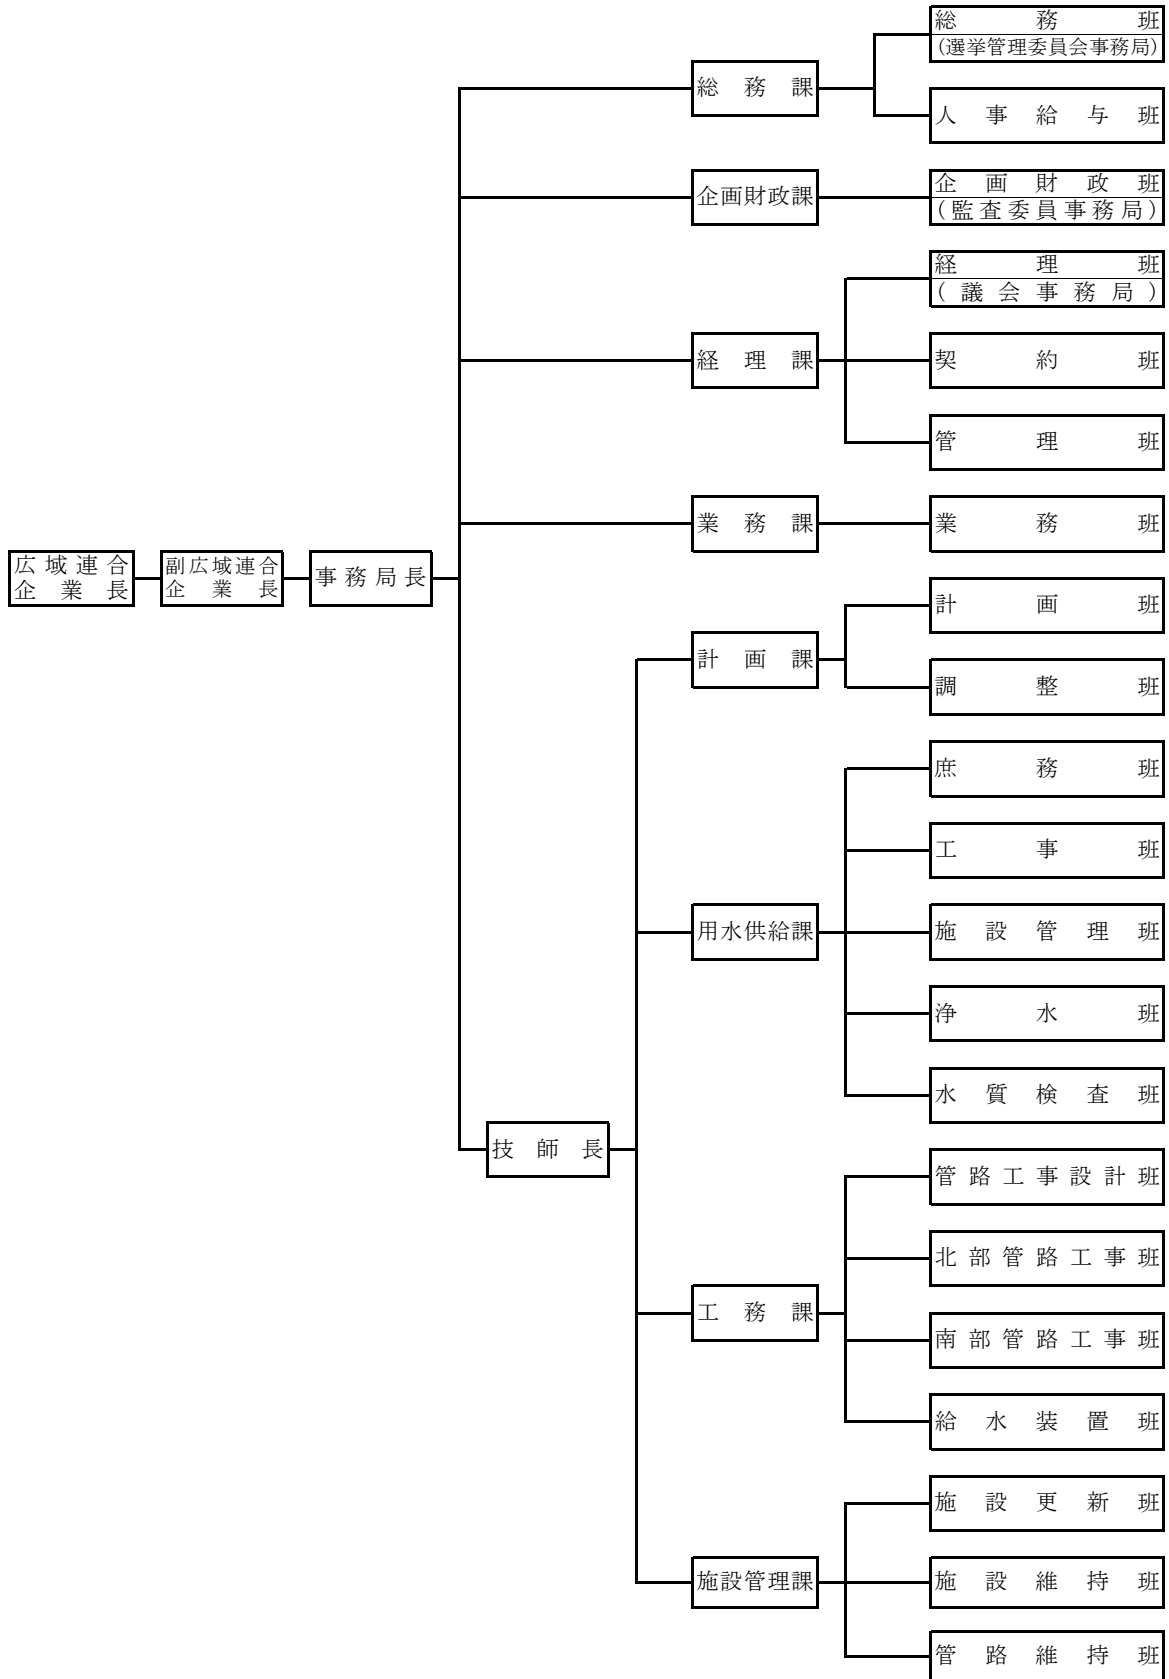 総務班
(選挙管理委員会事務局)
総務課
人事給与班
企画財政課
企画財政班
(監査委員事務局)
経理班
(議会事務局)
経理課
契約班
管理班
業務課
業務班
広域連合
企業長
副広域連合
企業長
事務局長
計画班
計画課
調整班
庶務班
工事班
用水供給課
施設管理班
浄水班
水質検査班
技師長
管路工事設計班
北部管路工事班
工務課
南部管路工事班
給水装置班
施設更新班
施設管理課
施設維持班
管路維持班